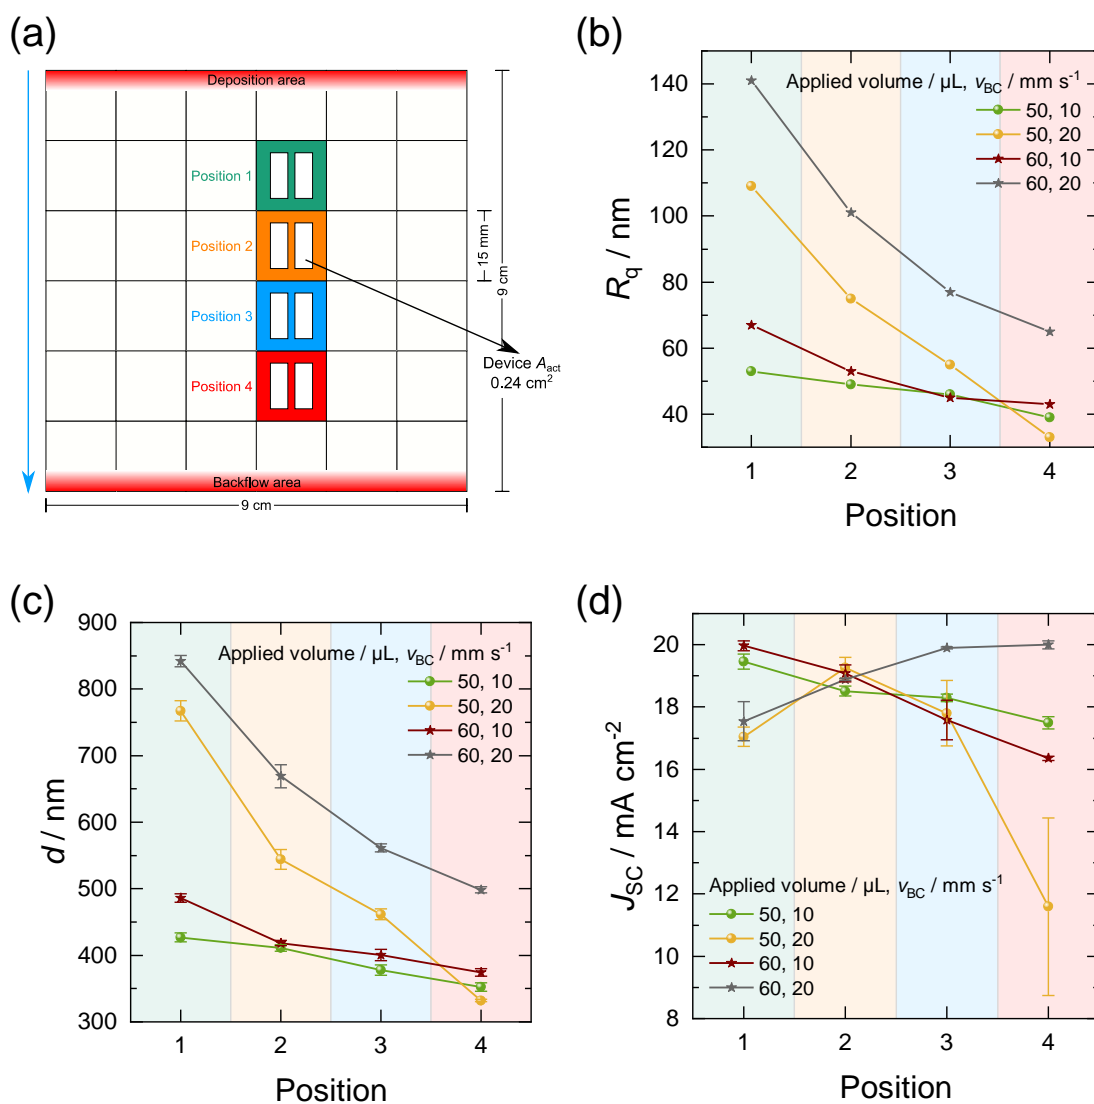 (a)
Deposition area
Position 1
Position 2
Position 3
Position 4
15 mm
9 cm
Device Aact
0.24 cm²
Backflow area
9 cm
(b)
Applied volume / µL, vBC / mm s⁻¹
50, 10
50, 20
60, 10
60, 20
140
120
100
80
60
40
Rq / nm
1 2 3 4
Position
(c)
Applied volume / µL, vBC / mm s⁻¹
50, 10
50, 20
60, 10
60, 20
900
800
700
600
500
400
300
d / nm
1 2 3 4
Position
(d)
20
18
16
14
12
10
8
JSC / mA cm⁻²
Applied volume / µL, vBC / mm s⁻¹
50, 10
50, 20
60, 10
60, 20
1 2 3 4
Position